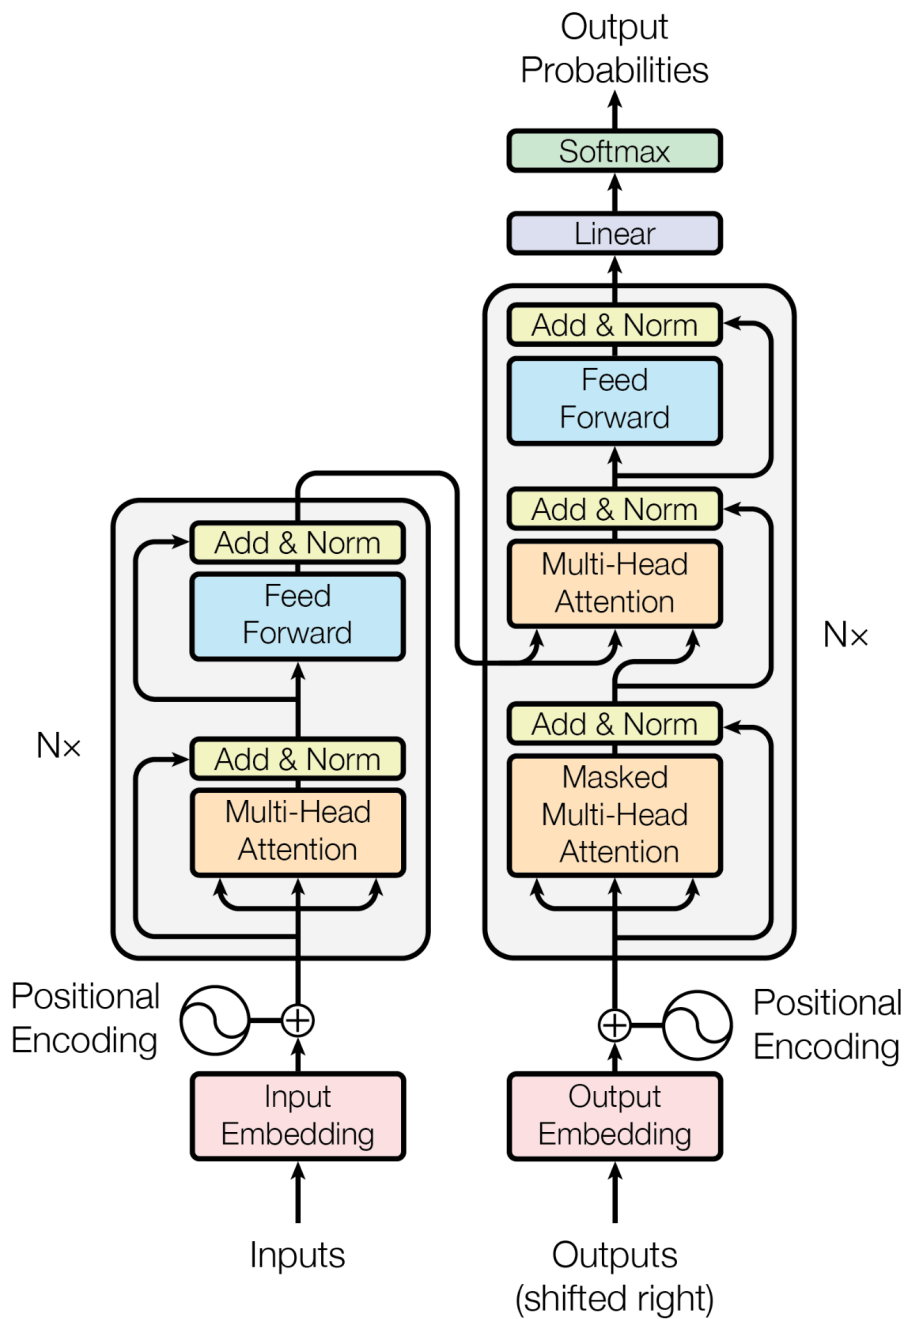 Output
Probabilities
Softmax
Linear
Add & Norm
Feed
Forward
Add & Norm
Multi-Head
Attention
Add & Norm
Masked
Multi-Head
Attention
N×
Add & Norm
Feed
Forward
Add & Norm
Multi-Head
Attention
N×
Positional
Encoding
Positional
Encoding
Input
Embedding
Output
Embedding
Inputs
Outputs
(shifted right)